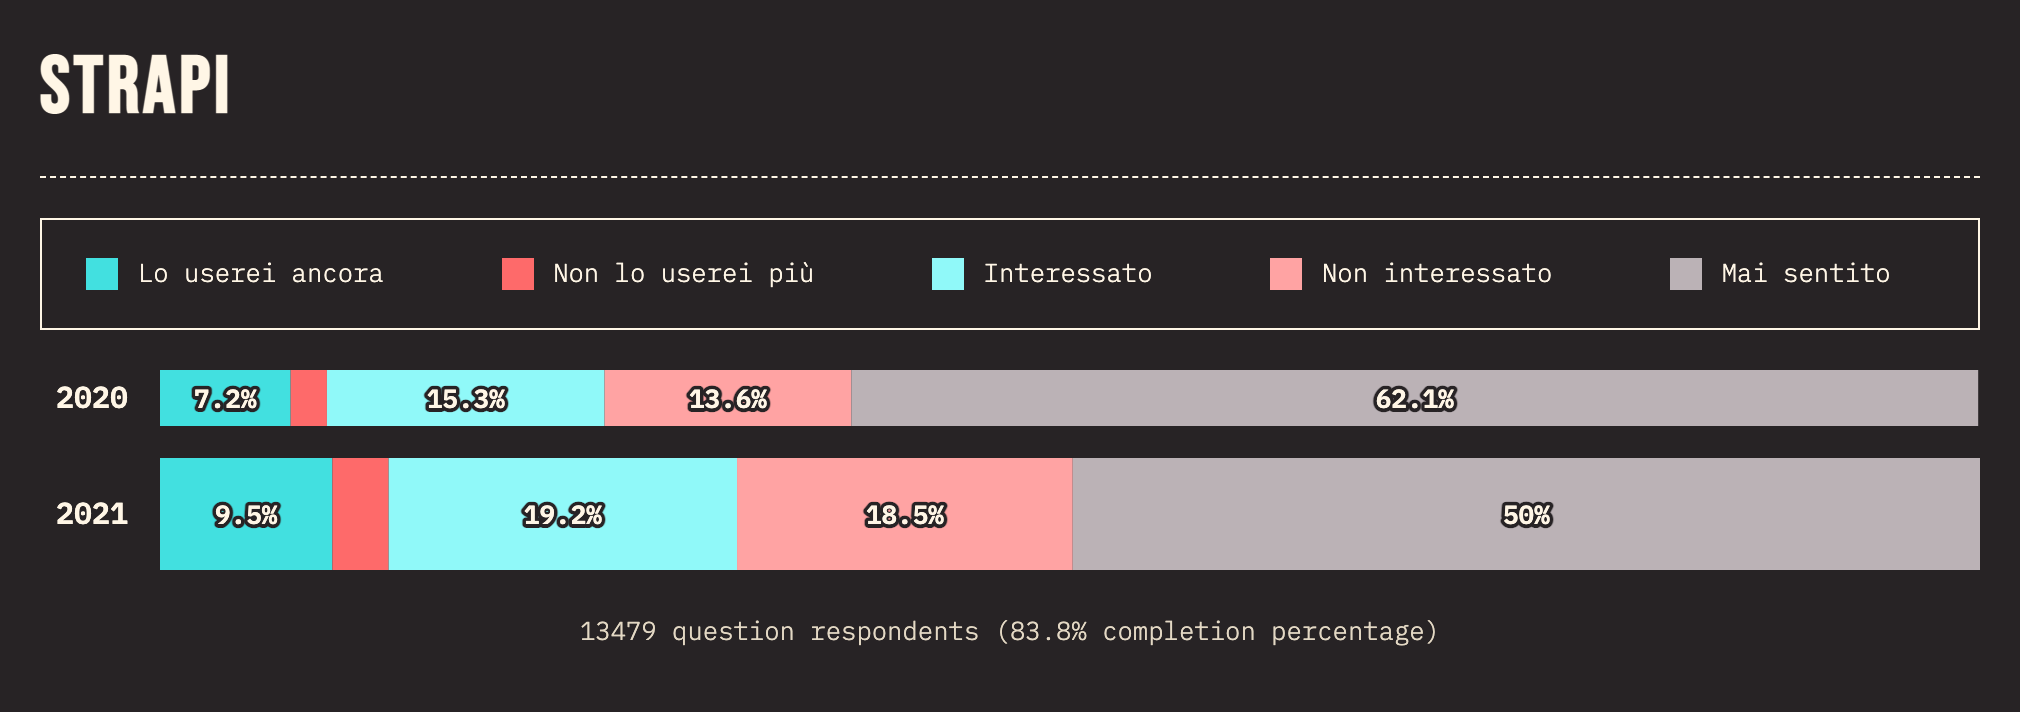 STRAPI
Lo userei ancora Non lo userei più Interessato Non interessato Mai sentito
2020 7.2% 15.3% 13.6% 62.1%
2021 9.5% 19.2% 18.5% 50%
13479 question respondents (83.8% completion percentage)